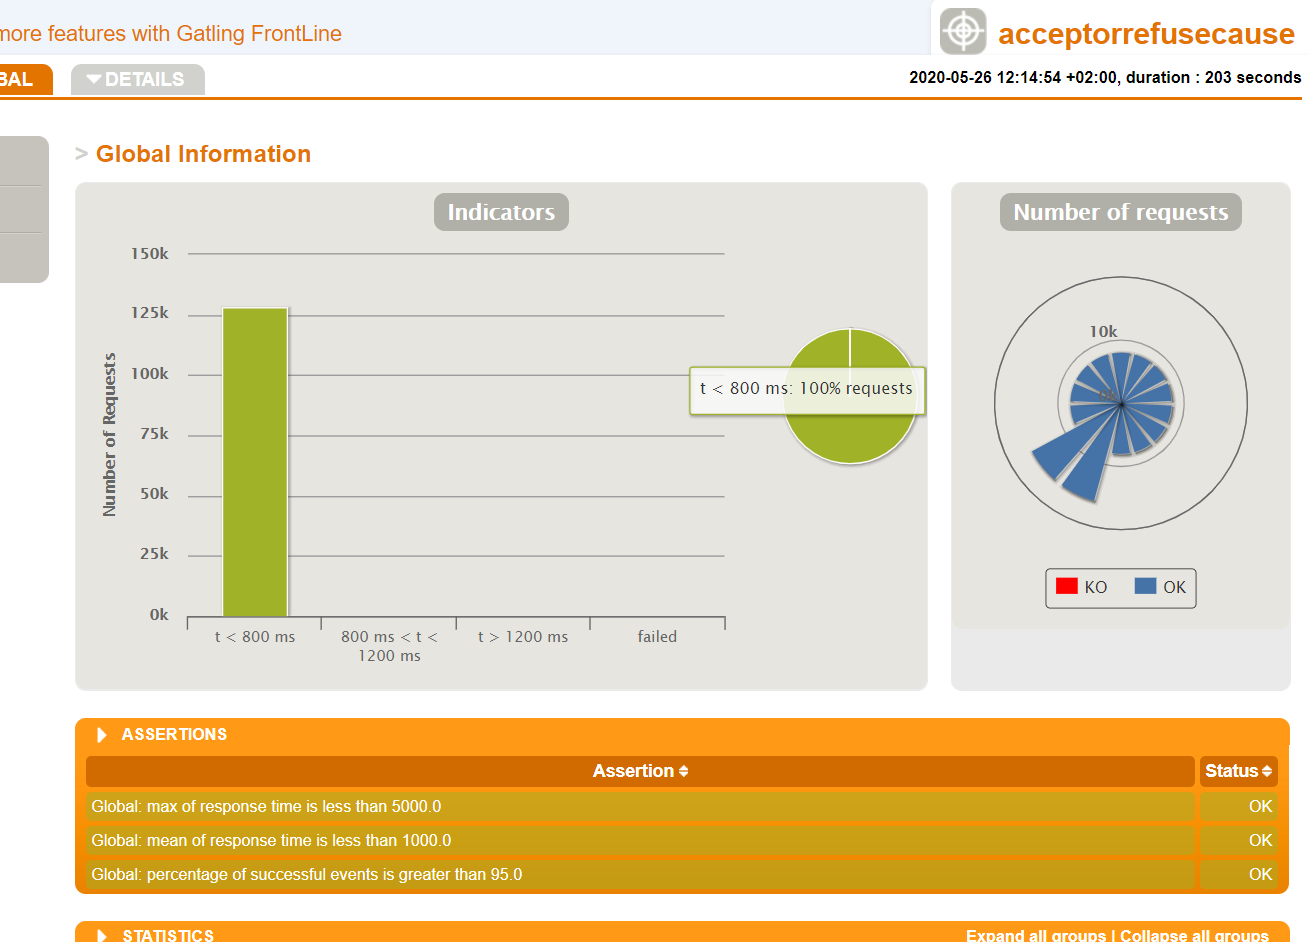 more features with Gatling FrontLine
acceptorrefusecause
BAL
DETAILS
2020-05-26 12:14:54 +02:00, duration : 203 seconds
> Global Information
Indicators
150k
125k
100k
75k
50k
25k
0k
Number of Requests
t < 800 ms
800 ms < t <
1200 ms
t > 1200 ms
failed
t < 800 ms: 100% requests
Number of requests
10k
KO
OK
ASSERTIONS
Assertion
Status
Global: max of response time is less than 5000.0
OK
Global: mean of response time is less than 1000.0
OK
Global: percentage of successful events is greater than 95.0
OK
STATISTICS
Expand all groups | Collapse all groups